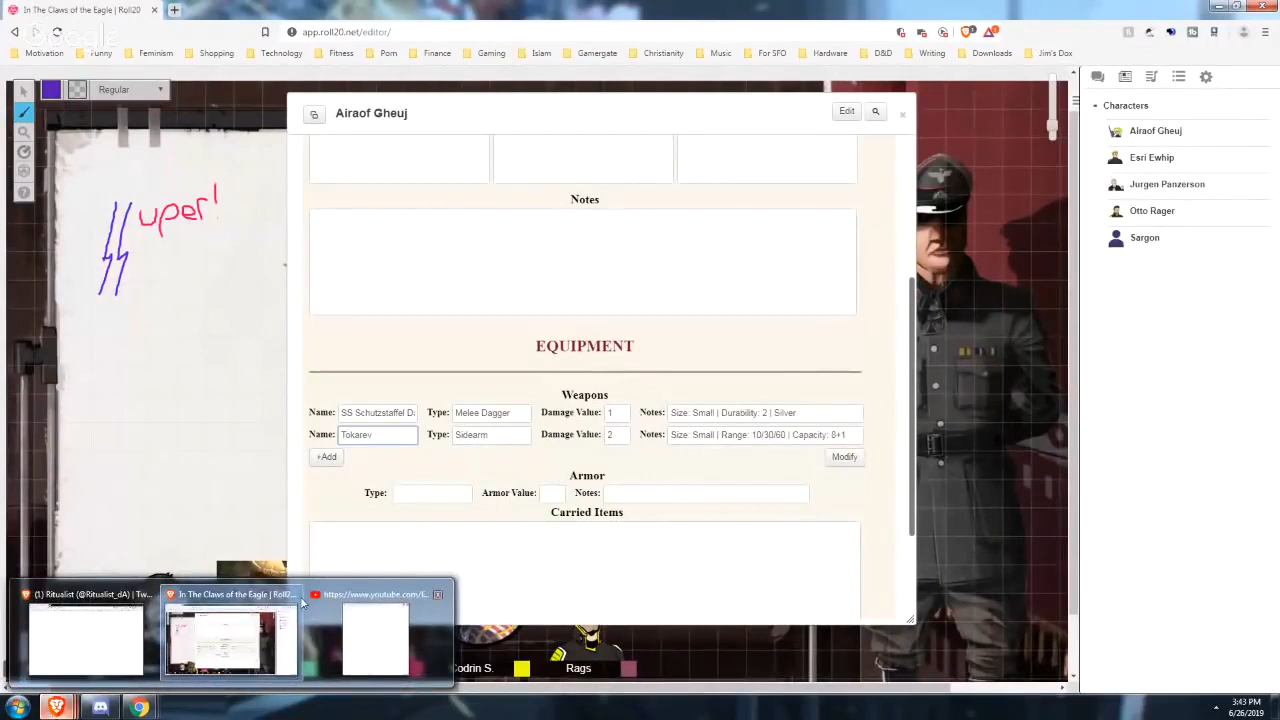 In The Claws of the Eagle | Roll20
app.roll20.net/editor/
Motivation Funny Feminism Shopping Technology Fitness Porn Finance Gaming Islam Gamergate Christianity Music For SFO Hardware D&D Writing Downloads Jim's Dox
Regular
Airaof Gheuj
Edit
Characters
Airaof Gheuj
Esri Ewhip
Jurgen Panzerson
Otto Rager
Sargon
uper!
Notes
EQUIPMENT
Weapons
Name: SS Schutzstaffel Da Type: Melee Dagger Damage Value: 1 Notes: Size: Small | Durability: 2 | Silver
Name: Tokarev Type: Sidearm Damage Value: 2 Notes: Size: Small | Range: 10/30/60 | Capacity: 8+1
+Add Modify
Armor
Type: Armor Value: Notes:
Carried Items
(1) Ritualist (@Ritualist_dA) | Tw... In The Claws of the Eagle | Roll2... https://www.youtube.com/l...
odrin S. Rags
3:43 PM
6/26/2019